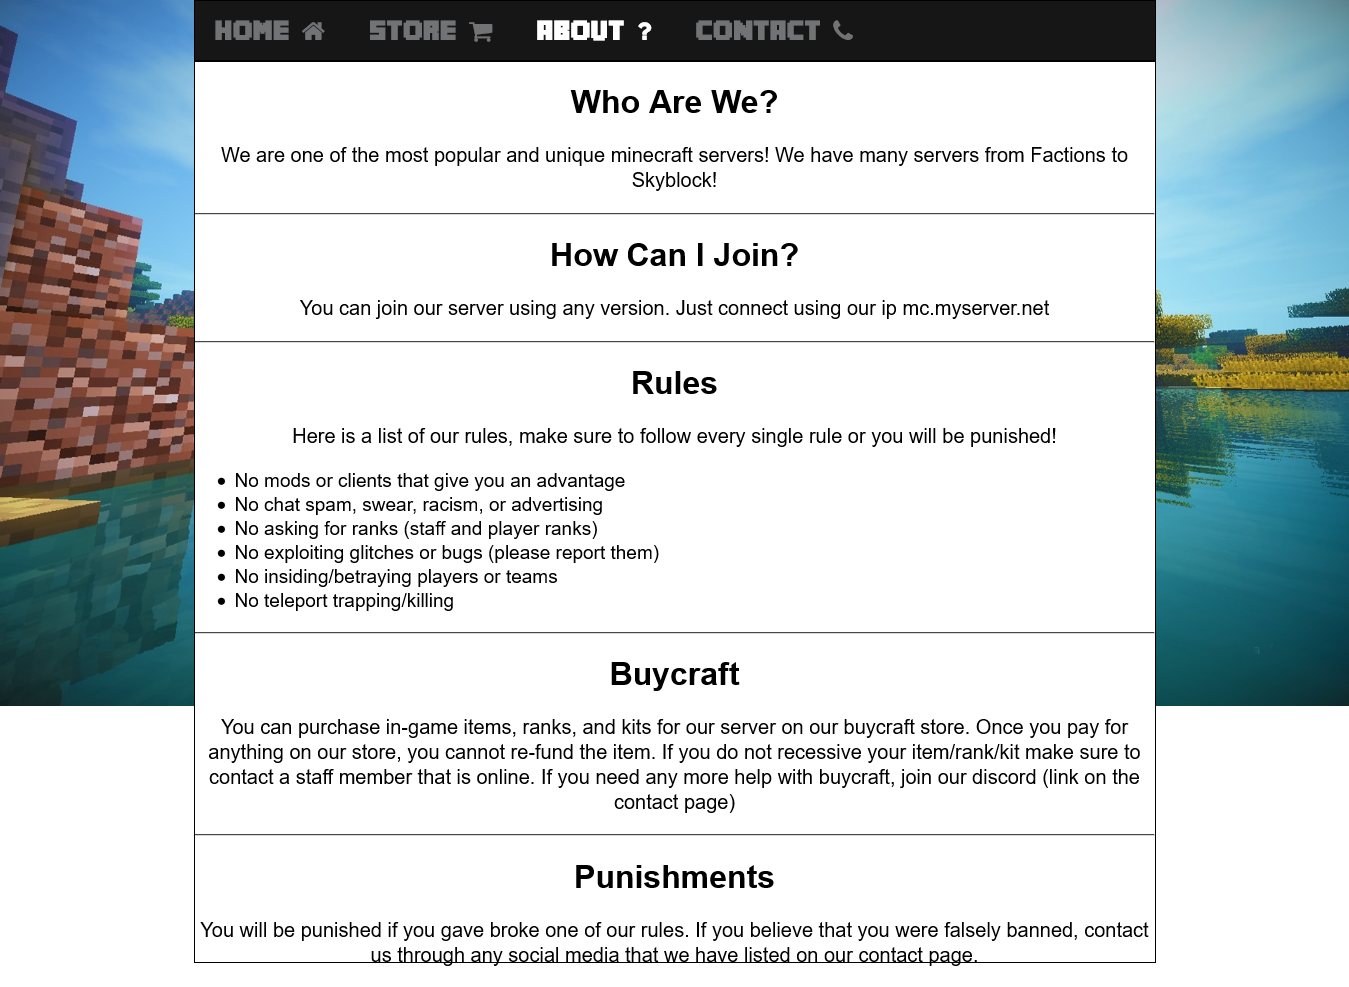 HOME STORE ABOUT ? CONTACT
Who Are We?
We are one of the most popular and unique minecraft servers! We have many servers from Factions to
Skyblock!
How Can I Join?
You can join our server using any version. Just connect using our ip mc.myserver.net
Rules
Here is a list of our rules, make sure to follow every single rule or you will be punished!
• No mods or clients that give you an advantage
• No chat spam, swear, racism, or advertising
• No asking for ranks (staff and player ranks)
• No exploiting glitches or bugs (please report them)
• No insiding/betraying players or teams
• No teleport trapping/killing
Buycraft
You can purchase in-game items, ranks, and kits for our server on our buycraft store. Once you pay for
anything on our store, you cannot re-fund the item. If you do not recessive your item/rank/kit make sure to
contact a staff member that is online. If you need any more help with buycraft, join our discord (link on the
contact page)
Punishments
You will be punished if you gave broke one of our rules. If you believe that you were falsely banned, contact
us through any social media that we have listed on our contact page.